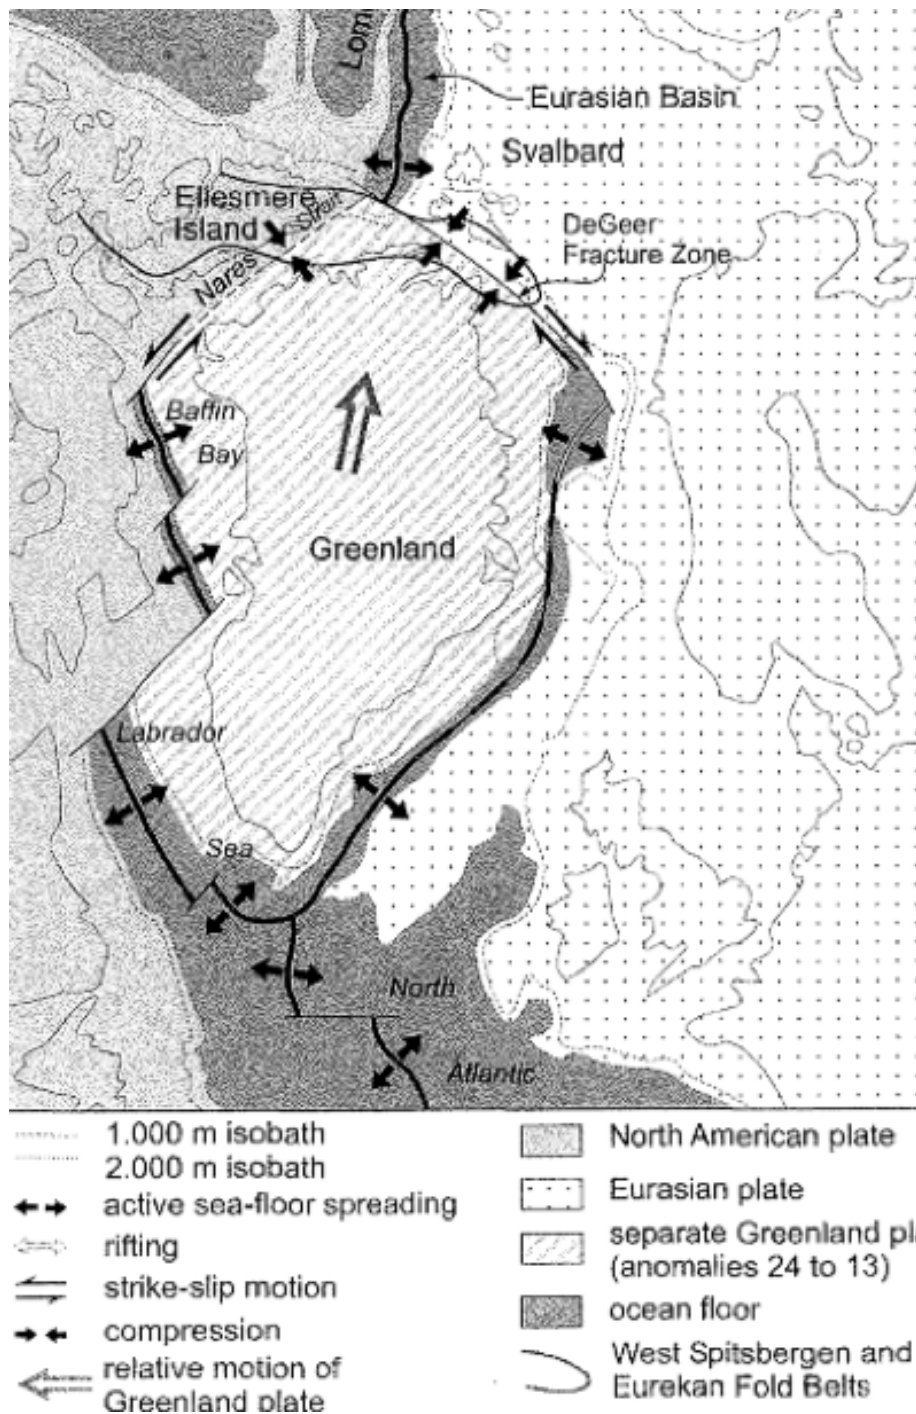 Lom
Eurasian Basin
Svalbard
Ellesmere
Island
Nares Strait
DeGeer
Fracture Zone
Baffin
Bay
Greenland
Labrador
Sea
North
Atlantic
1.000 m isobath
2.000 m isobath
active sea-floor spreading
rifting
strike-slip motion
compression
relative motion of
Greenland plate
North American plate
Eurasian plate
separate Greenland pla
(anomalies 24 to 13)
ocean floor
West Spitsbergen and
Eurekan Fold Belts